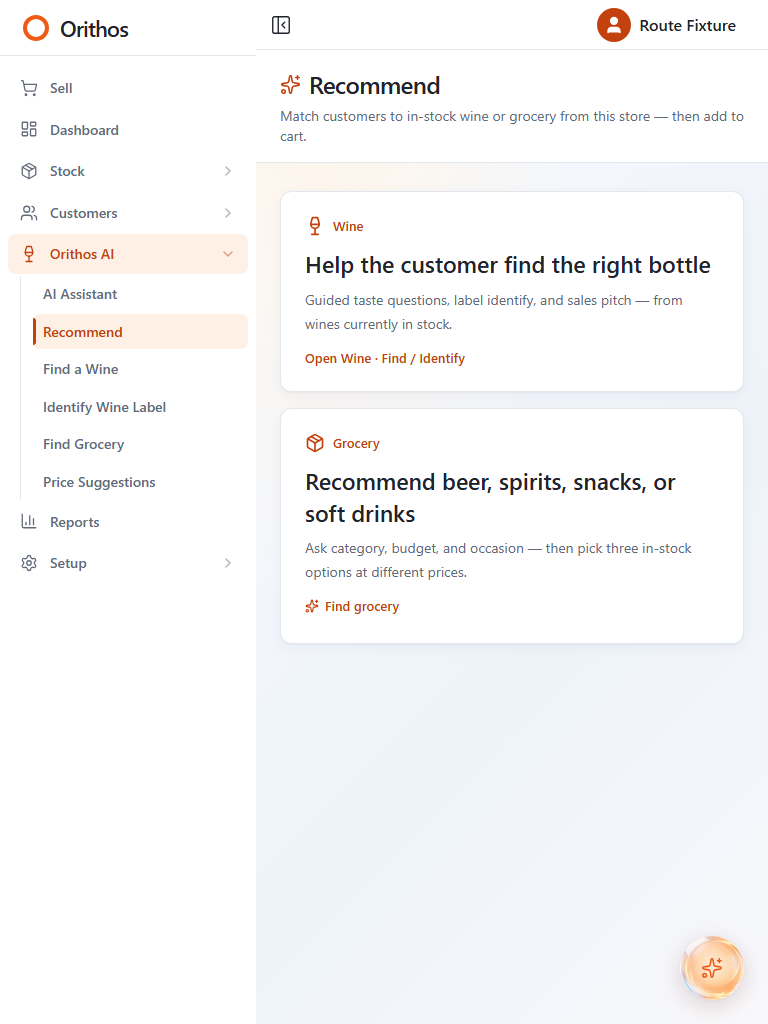 Orithos
Route Fixture
Sell
Dashboard
Stock
Customers
Orithos AI
AI Assistant
Recommend
Find a Wine
Identify Wine Label
Find Grocery
Price Suggestions
Reports
Setup
Recommend
Match customers to in-stock wine or grocery from this store — then add to
cart.
Wine
Help the customer find the right bottle
Guided taste questions, label identify, and sales pitch — from
wines currently in stock.
Open Wine · Find / Identify
Grocery
Recommend beer, spirits, snacks, or
soft drinks
Ask category, budget, and occasion — then pick three in-stock
options at different prices.
Find grocery